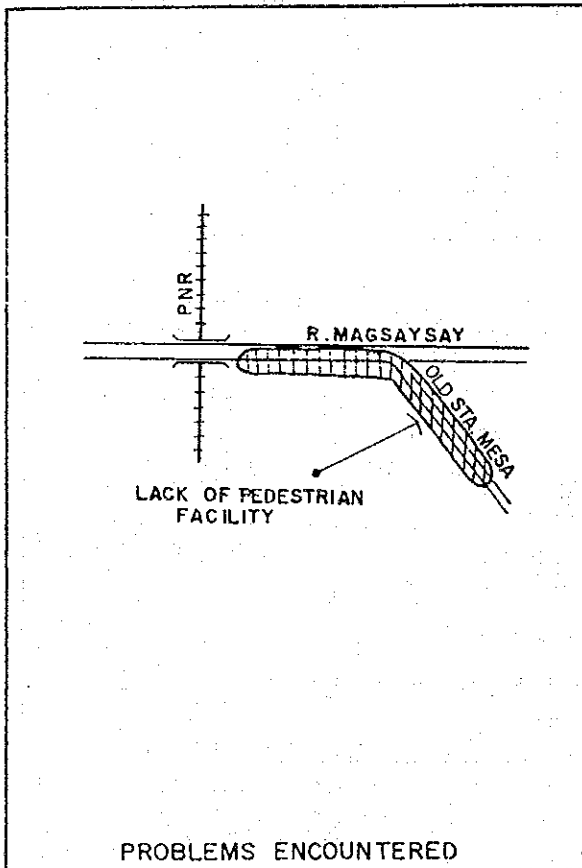 PNR
R. MAGSAYSAY
OLD STA. MESA
LACK OF PEDESTRIAN
FACILITY
PROBLEMS ENCOUNTERED